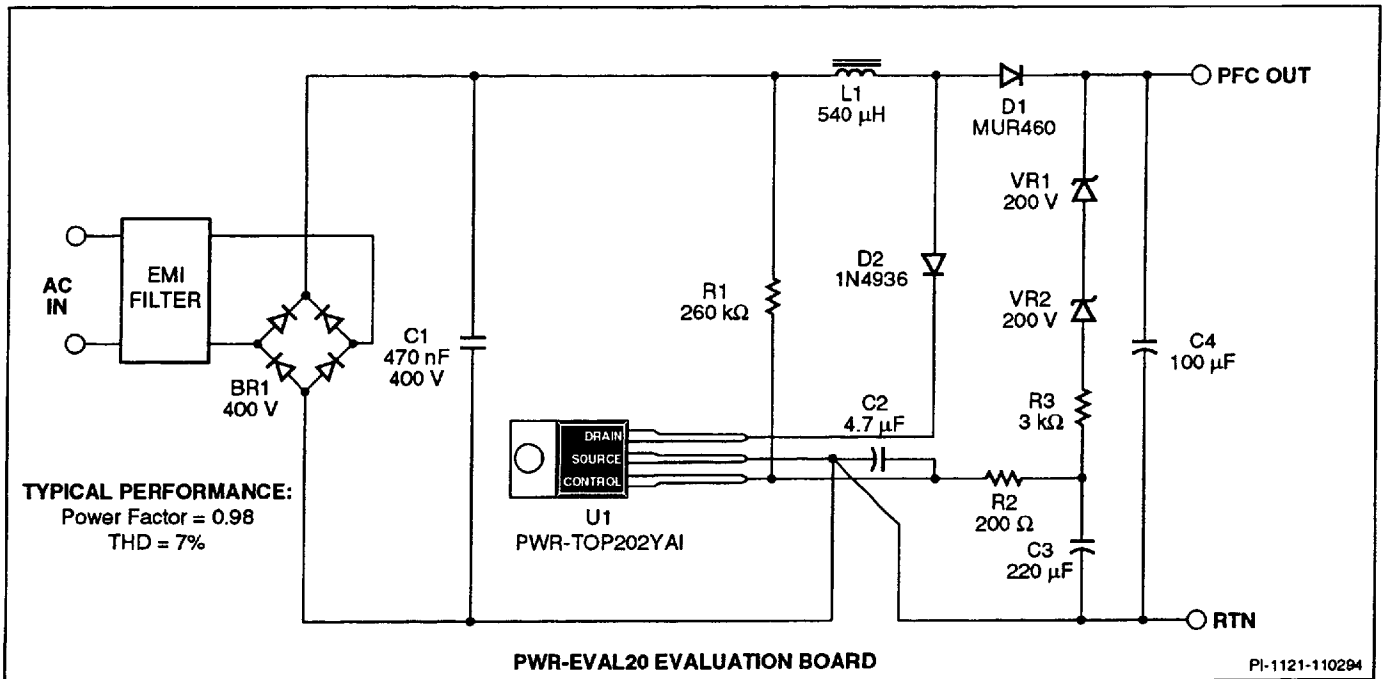 PFC OUT
L1
540 µH
D1
MUR460
VR1
200 V
AC
IN
EMI
FILTER
D2
1N4936
R1
260 kΩ
VR2
200 V
C1
470 nF
400 V
C4
100 µF
BR1
400 V
C2
4.7 µF
R3
3 kΩ
DRAIN
SOURCE
CONTROL
TYPICAL PERFORMANCE:
Power Factor = 0.98
THD = 7%
U1
PWR-TOP202YAI
R2
200 Ω
C3
220 µF
RTN
PWR-EVAL20 EVALUATION BOARD
PI-1121-110294